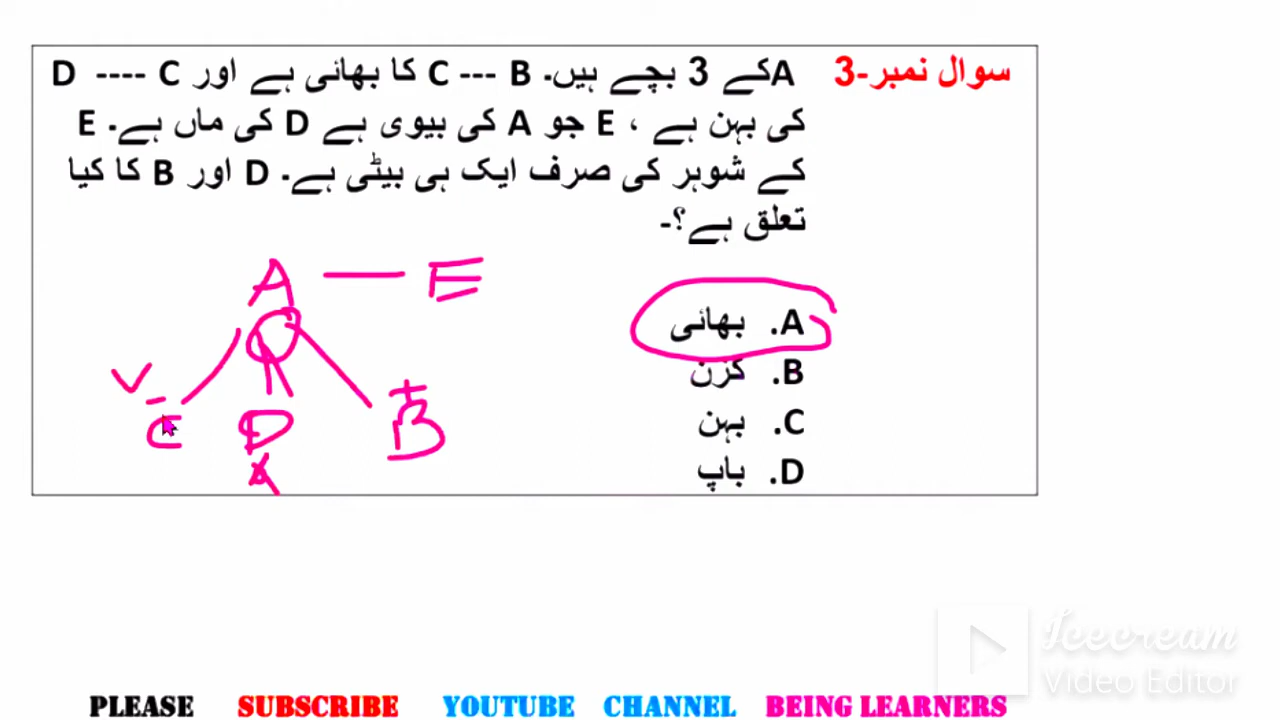 سوال نمبر-3 Aکے 3 بچے ہیں۔ C --- B کا بھائی ہے اور D ---- C
کی بہن ہے ، E جو A کی بیوی ہے D کی ماں ہے۔ E
کے شوہر کی صرف ایک ہی بیٹی ہے۔ D اور B کا کیا
تعلق ہے؟-
A — E
A. بھائی
B. کزن
C D B
C. بہن
D. باپ
Icecream
Video Editor
PLEASE SUBSCRIBE YOUTUBE CHANNEL BEING LEARNERS